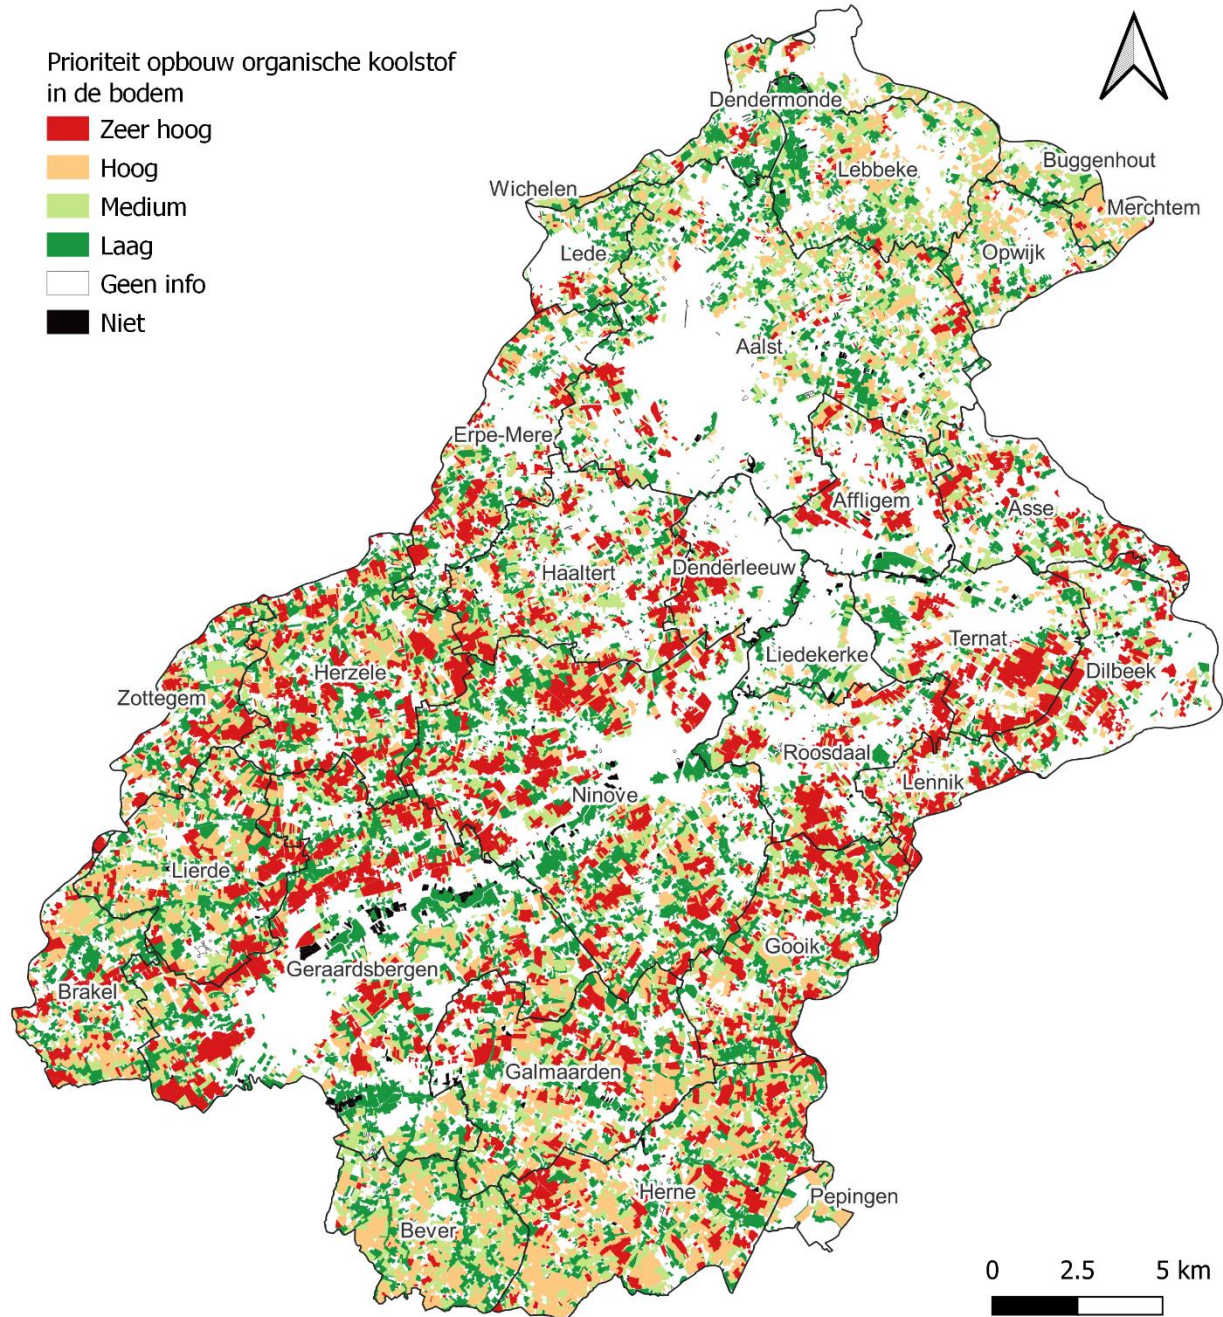 Prioriteit opbouw organische koolstof
in de bodem
Zeer hoog
Hoog
Medium
Laag
Geen info
Niet
Dendermonde
Buggenhout
Lebbeke
Wichelen
Merchtem
Lede
Opwijk
Aalst
Erpe-Mere
Affligem
Asse
Haaltert
Denderleeuw
Ternat
Liedekerke
Herzele
Dilbeek
Zottegem
Roosdaal
Lennik
Ninove
Lierde
Gooik
Geraardsbergen
Brakel
Galmaarden
Herne
Pepingen
Bever
0 2.5 5 km